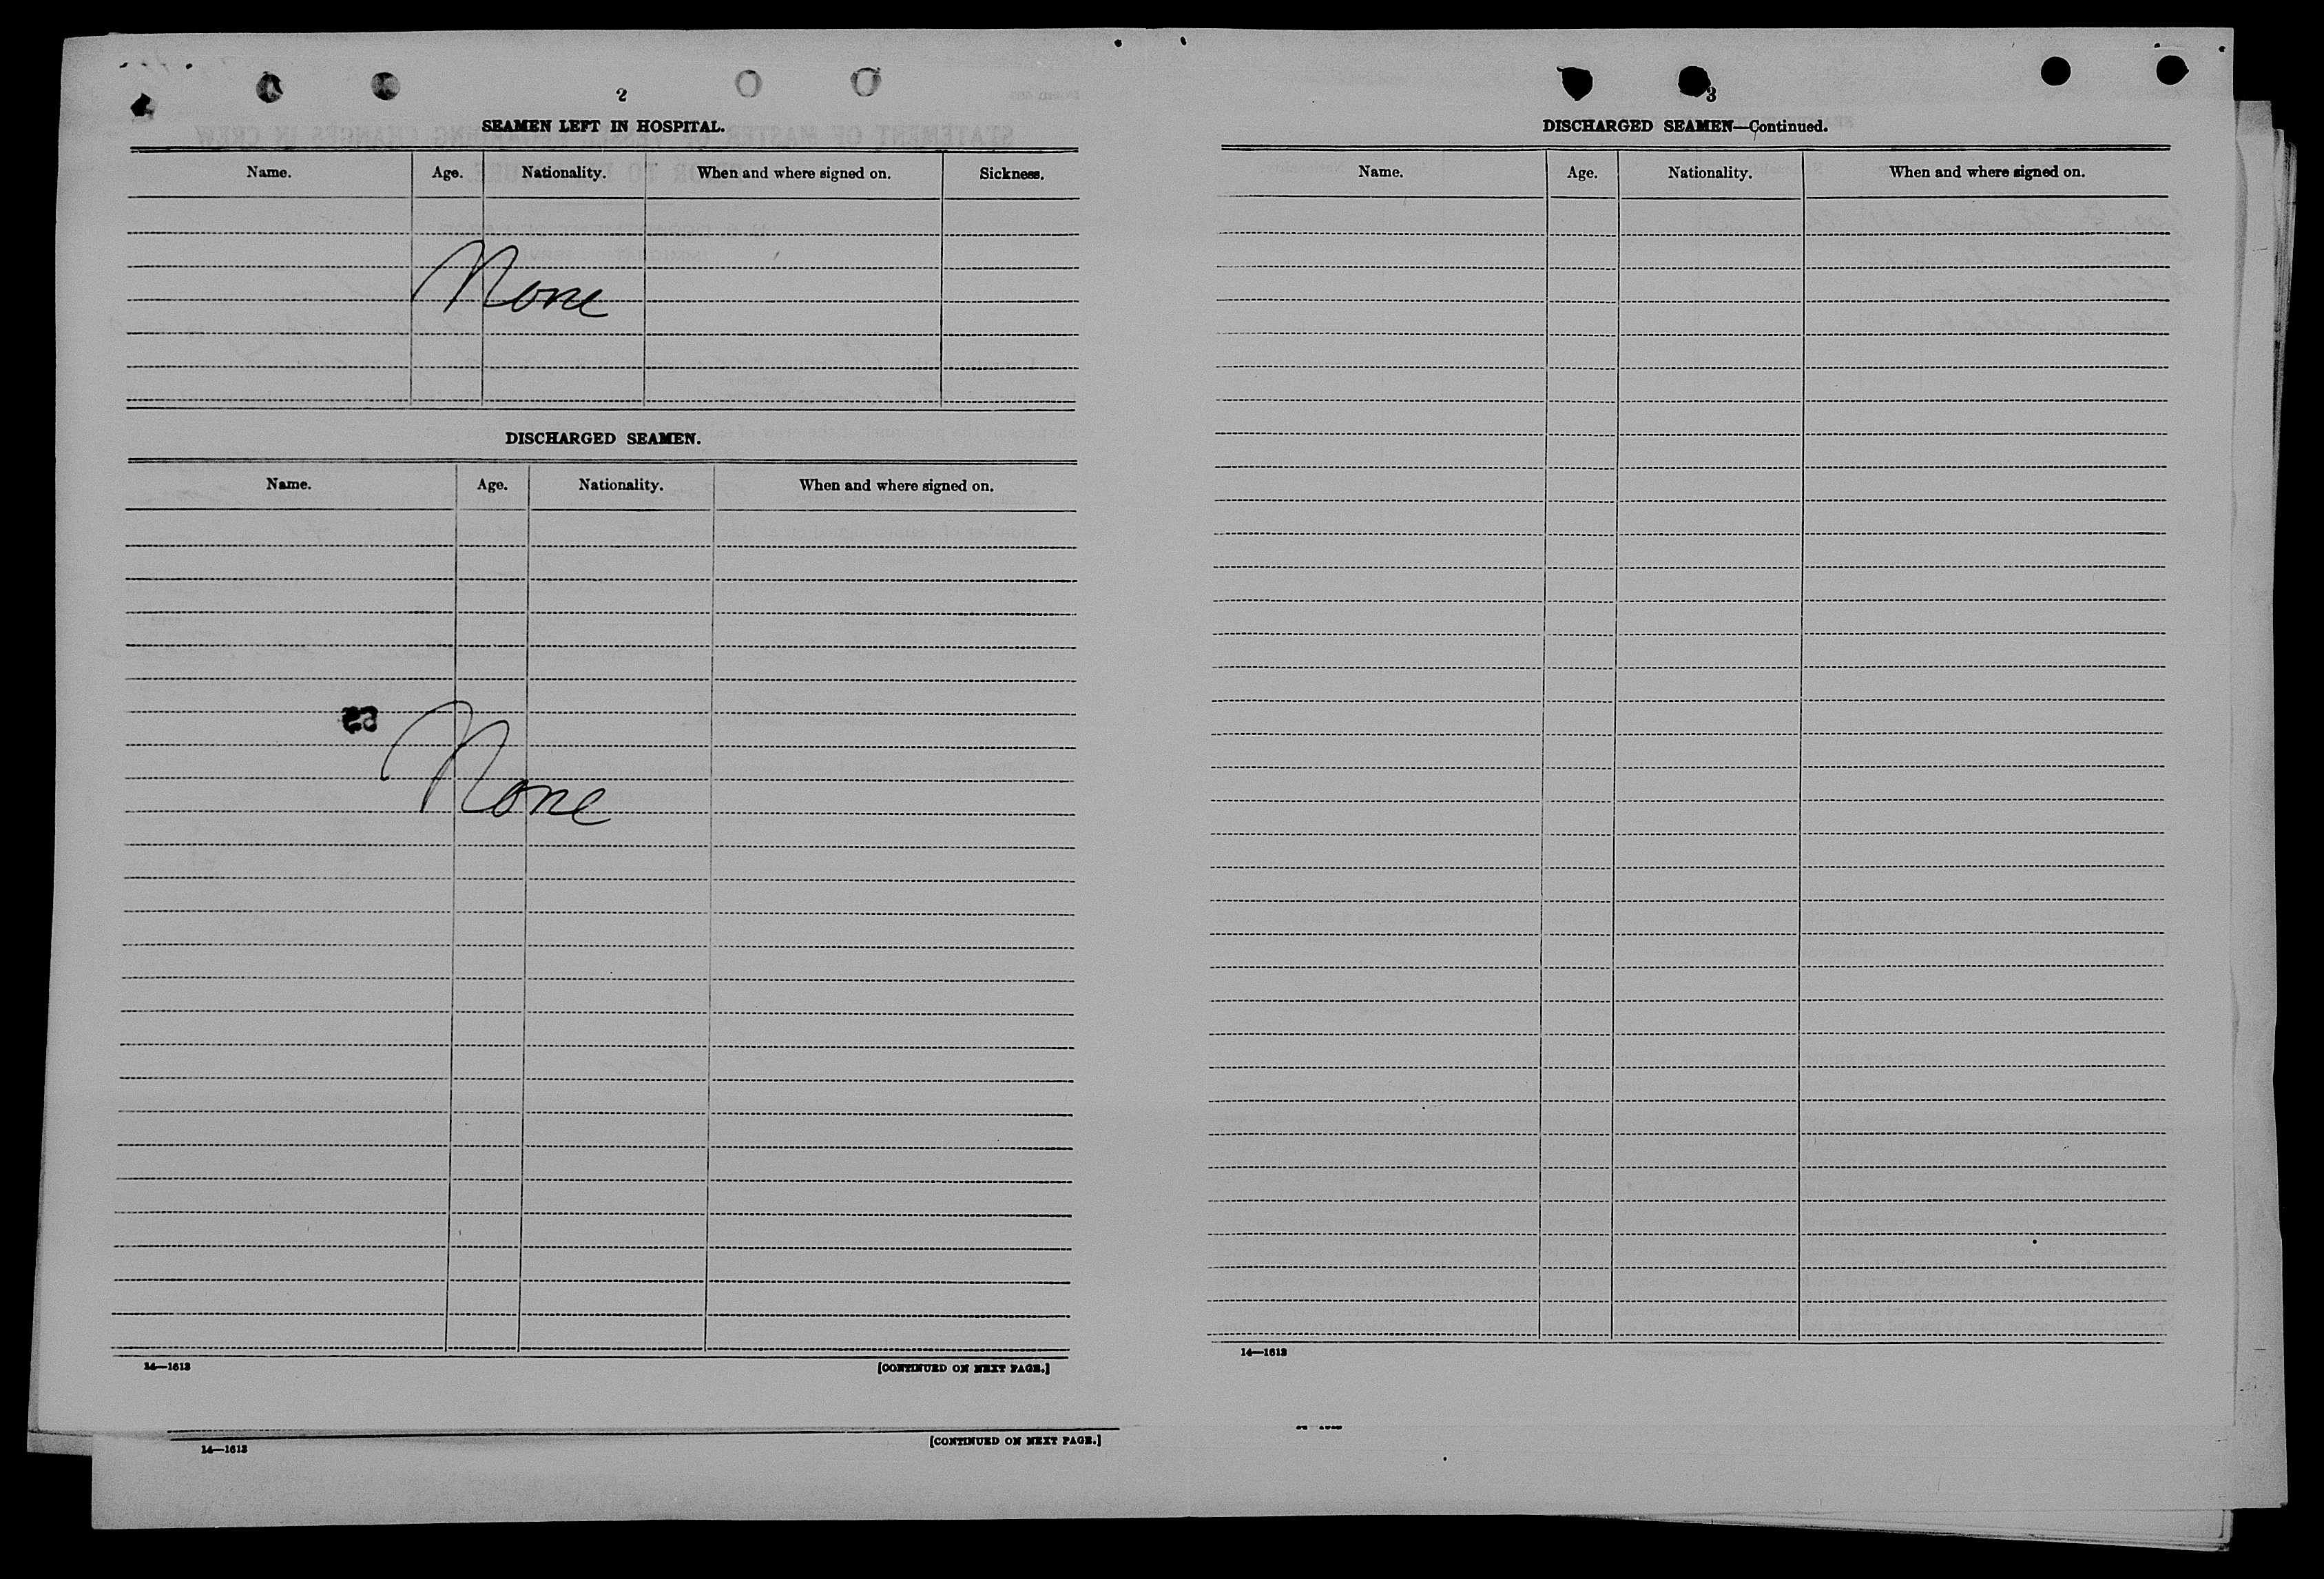 2
SEAMEN LEFT IN HOSPITAL.
Name. Age. Nationality. When and where signed on. Sickness.
None
DISCHARGED SEAMEN.
Name. Age. Nationality. When and where signed on.
None
14—1613
[CONTINUED ON NEXT PAGE.]
14—1613
[CONTINUED ON NEXT PAGE.]
3
DISCHARGED SEAMEN—Continued.
Name. Age. Nationality. When and where signed on.
14—1613